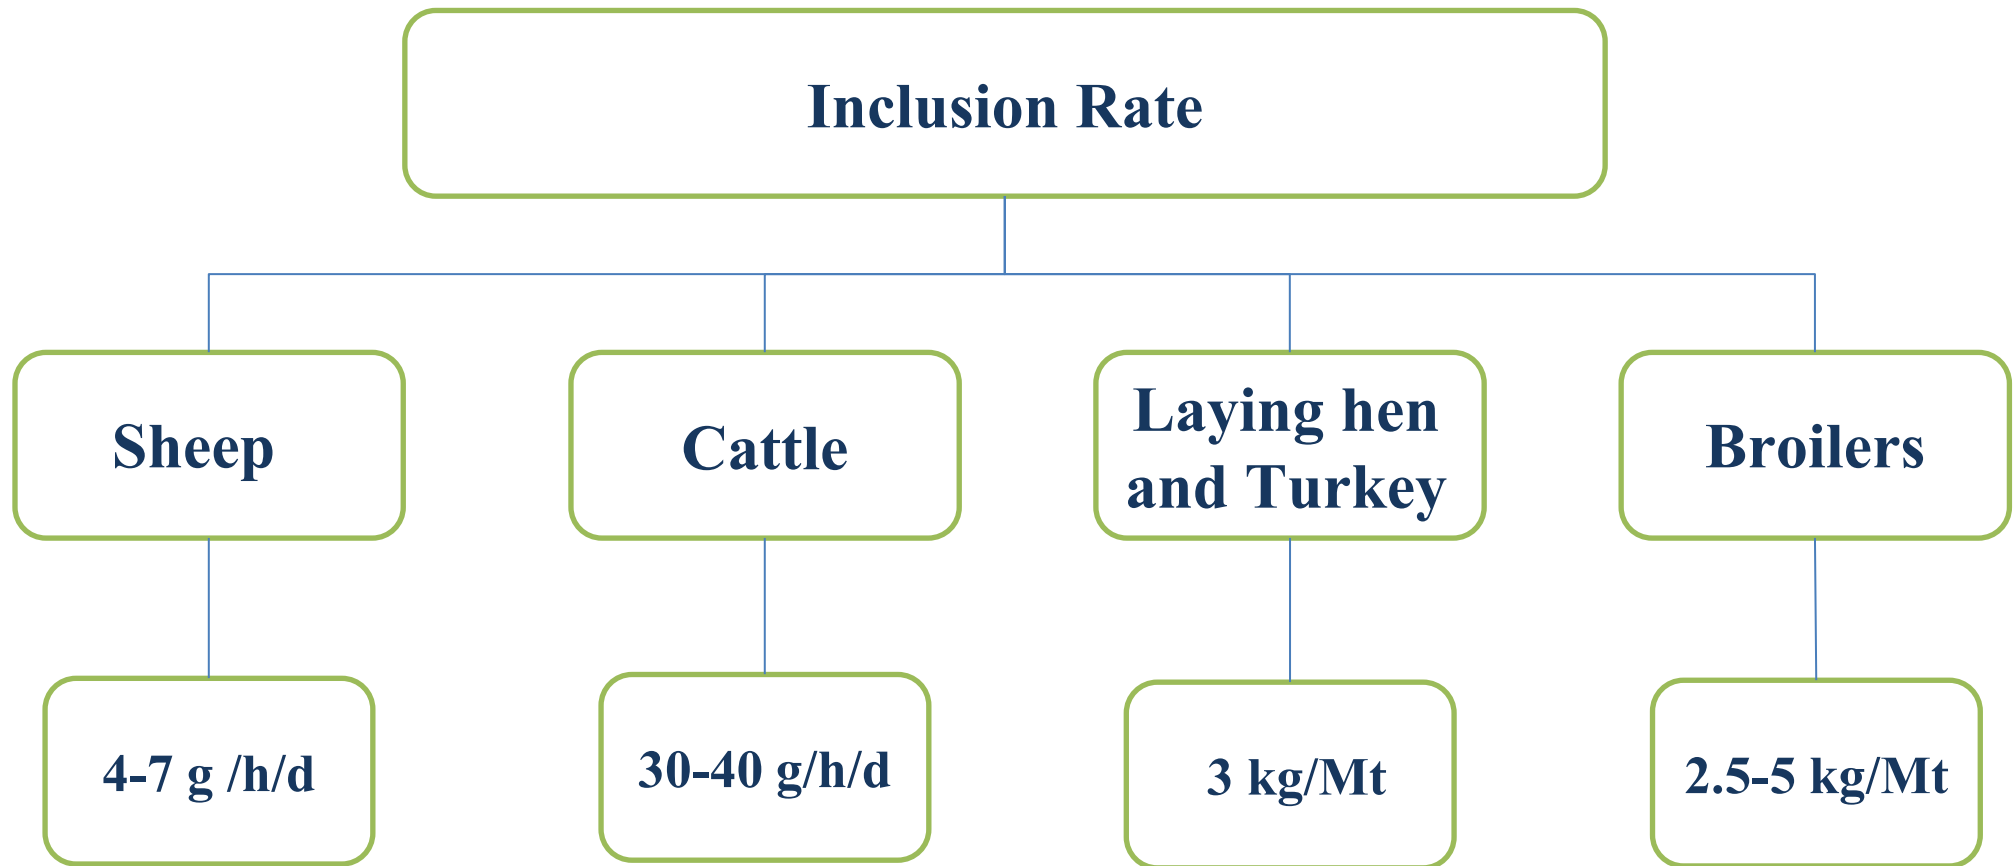 Inclusion Rate
Sheep
Cattle
Laying hen
and Turkey
Broilers
4-7 g /h/d
30-40 g/h/d
3 kg/Mt
2.5-5 kg/Mt